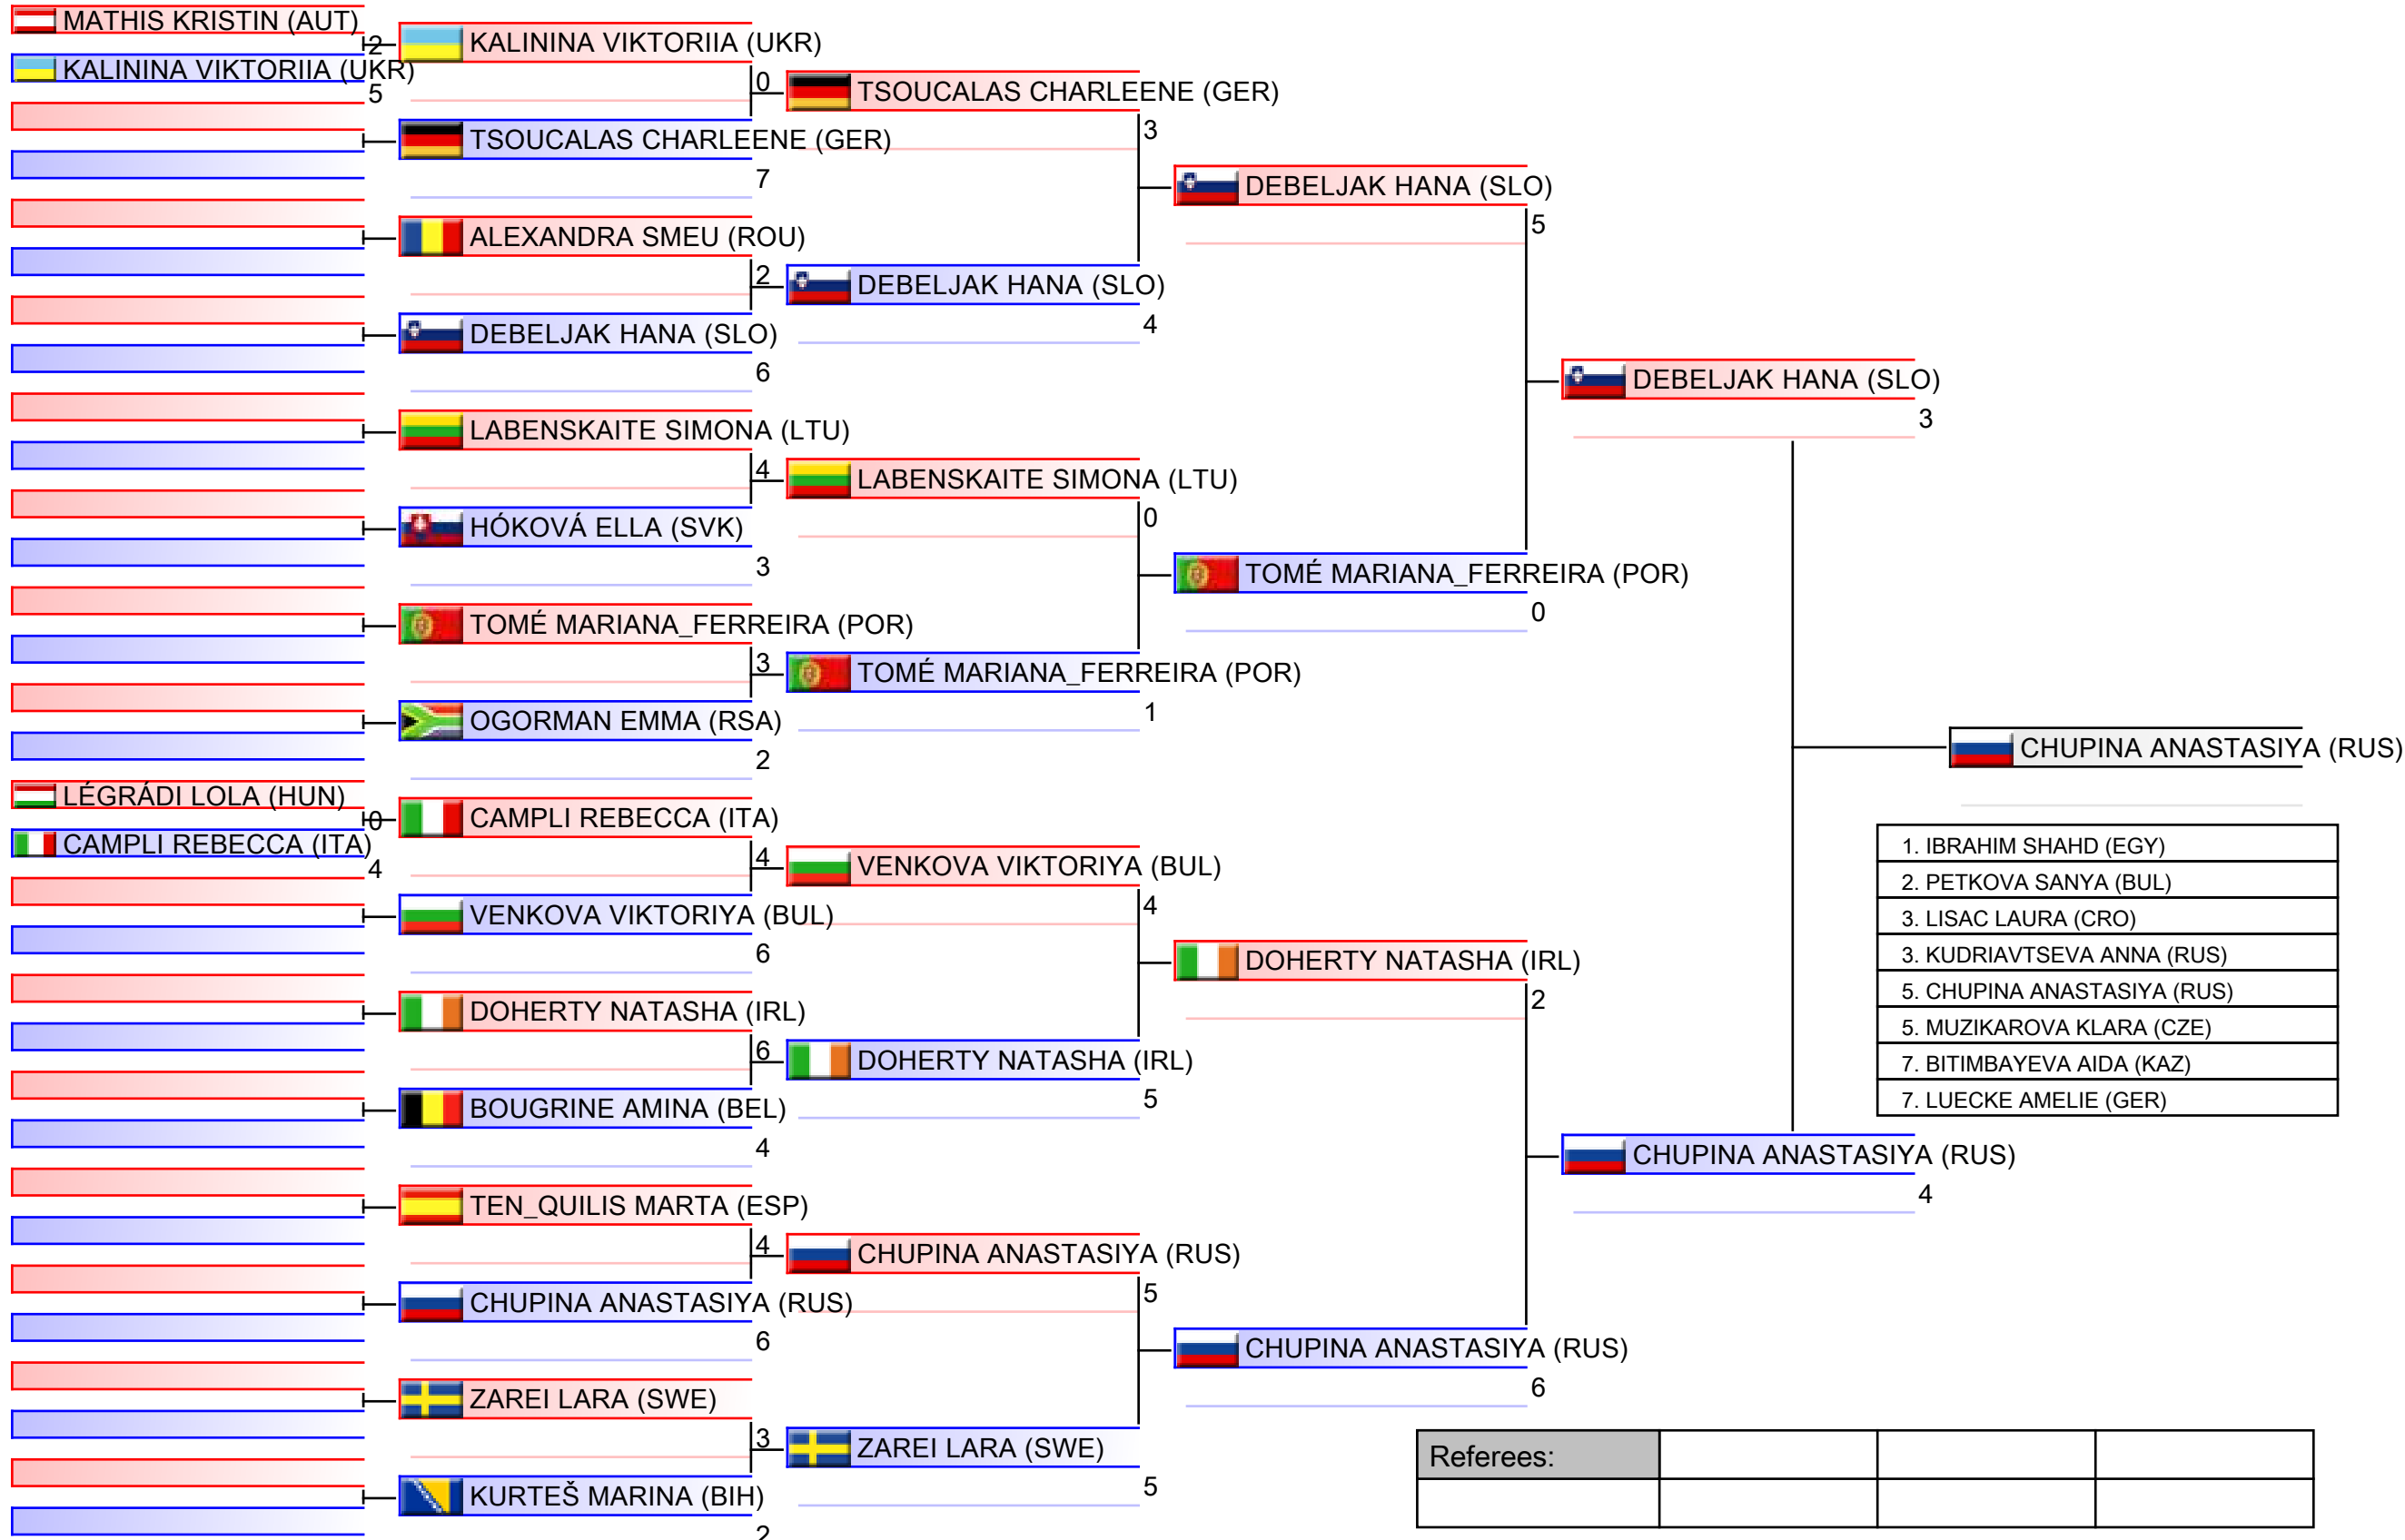 MATHIS KRISTIN (AUT)
2
KALININA VIKTORIIA (UKR)
5
LÉGRÁDI LOLA (HUN)
0
CAMPLI REBECCA (ITA)
4
KALININA VIKTORIIA (UKR)
0
TSOUCALAS CHARLEENE (GER)
7
ALEXANDRA SMEU (ROU)
2
DEBELJAK HANA (SLO)
6
LABENSKAITE SIMONA (LTU)
4
HÓKOVÁ ELLA (SVK)
3
TOMÉ MARIANA_FERREIRA (POR)
3
OGORMAN EMMA (RSA)
2
CAMPLI REBECCA (ITA)
4
VENKOVA VIKTORIYA (BUL)
6
DOHERTY NATASHA (IRL)
6
BOUGRINE AMINA (BEL)
4
TEN_QUILIS MARTA (ESP)
4
CHUPINA ANASTASIYA (RUS)
6
ZAREI LARA (SWE)
3
KURTEŠ MARINA (BIH)
2
TSOUCALAS CHARLEENE (GER)
3
DEBELJAK HANA (SLO)
4
LABENSKAITE SIMONA (LTU)
0
TOMÉ MARIANA_FERREIRA (POR)
1
VENKOVA VIKTORIYA (BUL)
4
DOHERTY NATASHA (IRL)
5
CHUPINA ANASTASIYA (RUS)
5
ZAREI LARA (SWE)
5
DEBELJAK HANA (SLO)
5
TOMÉ MARIANA_FERREIRA (POR)
0
DOHERTY NATASHA (IRL)
2
CHUPINA ANASTASIYA (RUS)
6
DEBELJAK HANA (SLO)
3
CHUPINA ANASTASIYA (RUS)
4
CHUPINA ANASTASIYA (RUS)
1. IBRAHIM SHAHD (EGY)
2. PETKOVA SANYA (BUL)
3. LISAC LAURA (CRO)
3. KUDRIAVTSEVA ANNA (RUS)
5. CHUPINA ANASTASIYA (RUS)
5. MUZIKAROVA KLARA (CZE)
7. BITIMBAYEVA AIDA (KAZ)
7. LUECKE AMELIE (GER)
Referees: